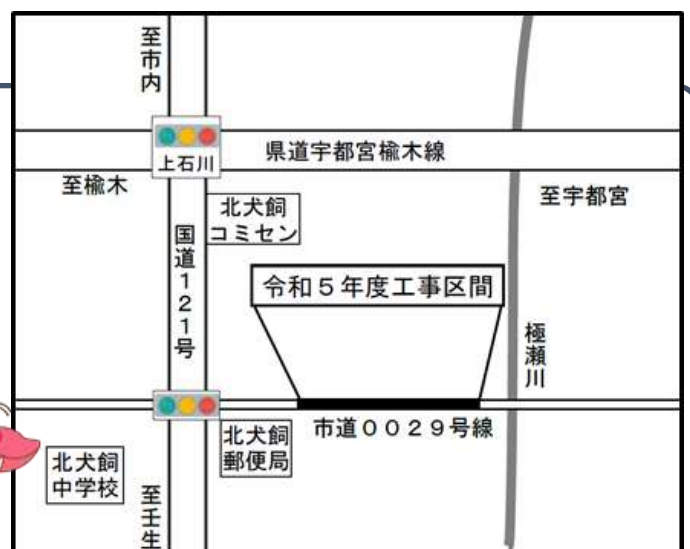 至市内
上石川
県道宇都宮楡木線
至楡木
至宇都宮
北犬飼
コミセン
国道121号
令和5年度工事区間
極瀬川
市道0029号線
北犬飼
郵便局
北犬飼
中学校
至壬生